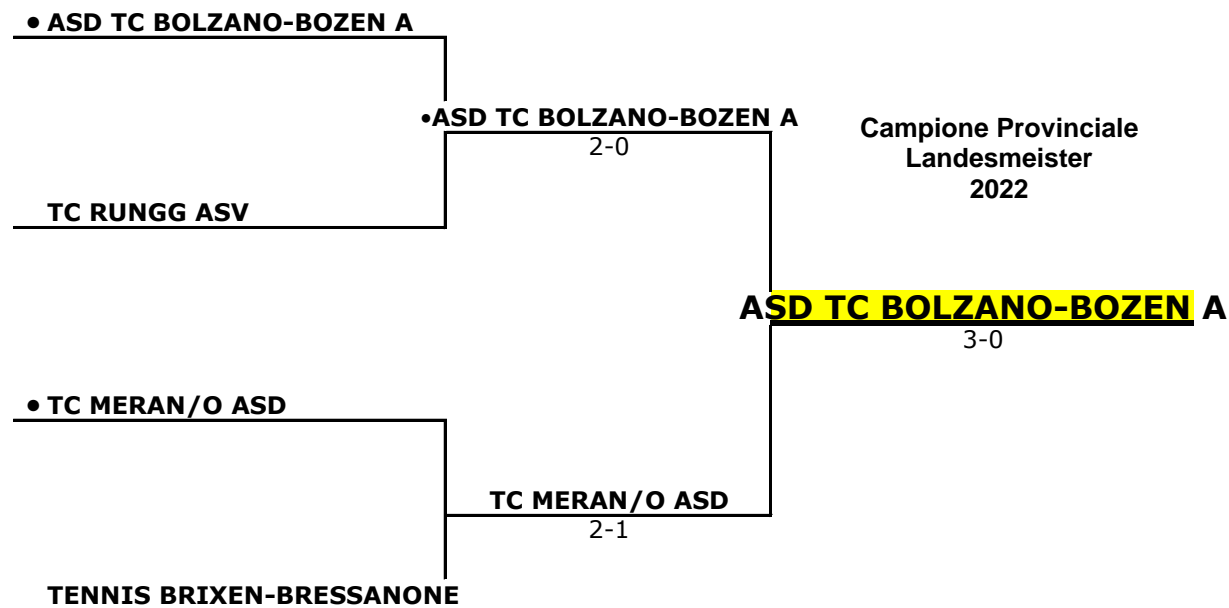 • ASD TC BOLZANO-BOZEN A
•ASD TC BOLZANO-BOZEN A
2-0
Campione Provinciale
Landesmeister
2022
TC RUNGG ASV
ASD TC BOLZANO-BOZEN A
3-0
• TC MERAN/O ASD
TC MERAN/O ASD
2-1
TENNIS BRIXEN-BRESSANONE